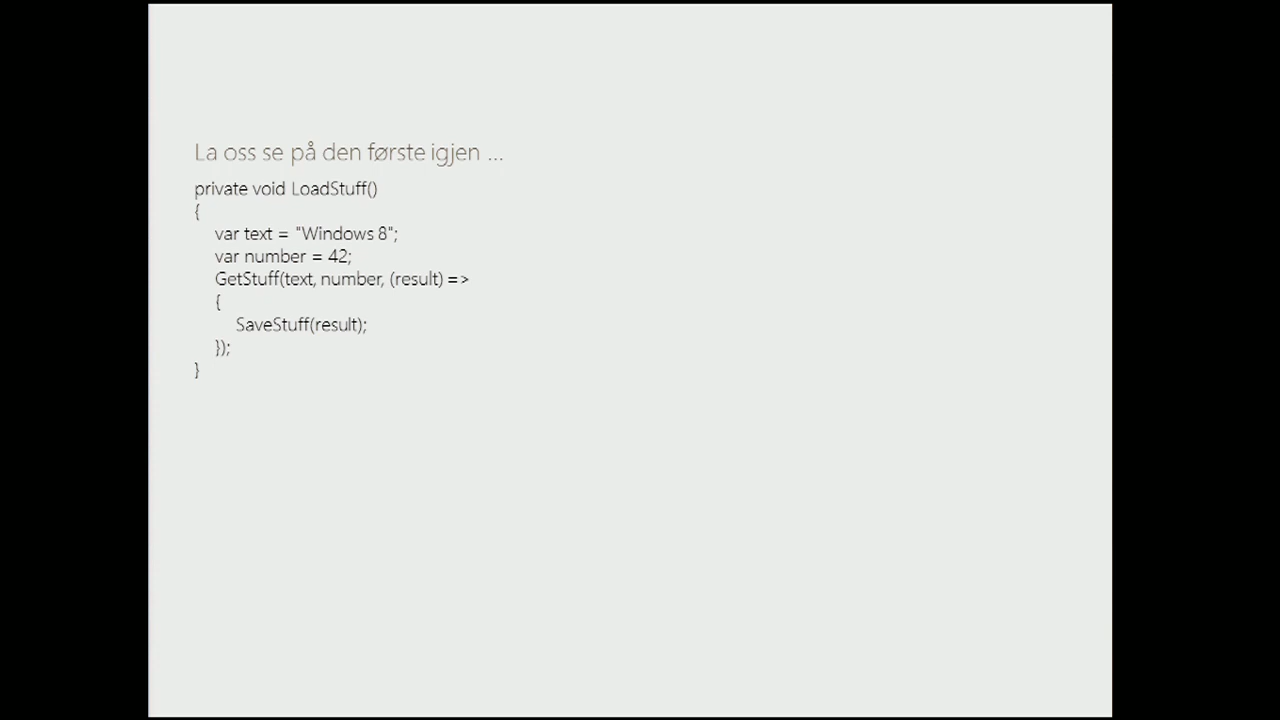 La oss se på den første igjen ...
private void LoadStuff()
{
var text = "Windows 8";
var number = 42;
GetStuff(text, number, (result) =>
{
SaveStuff(result);
});
}